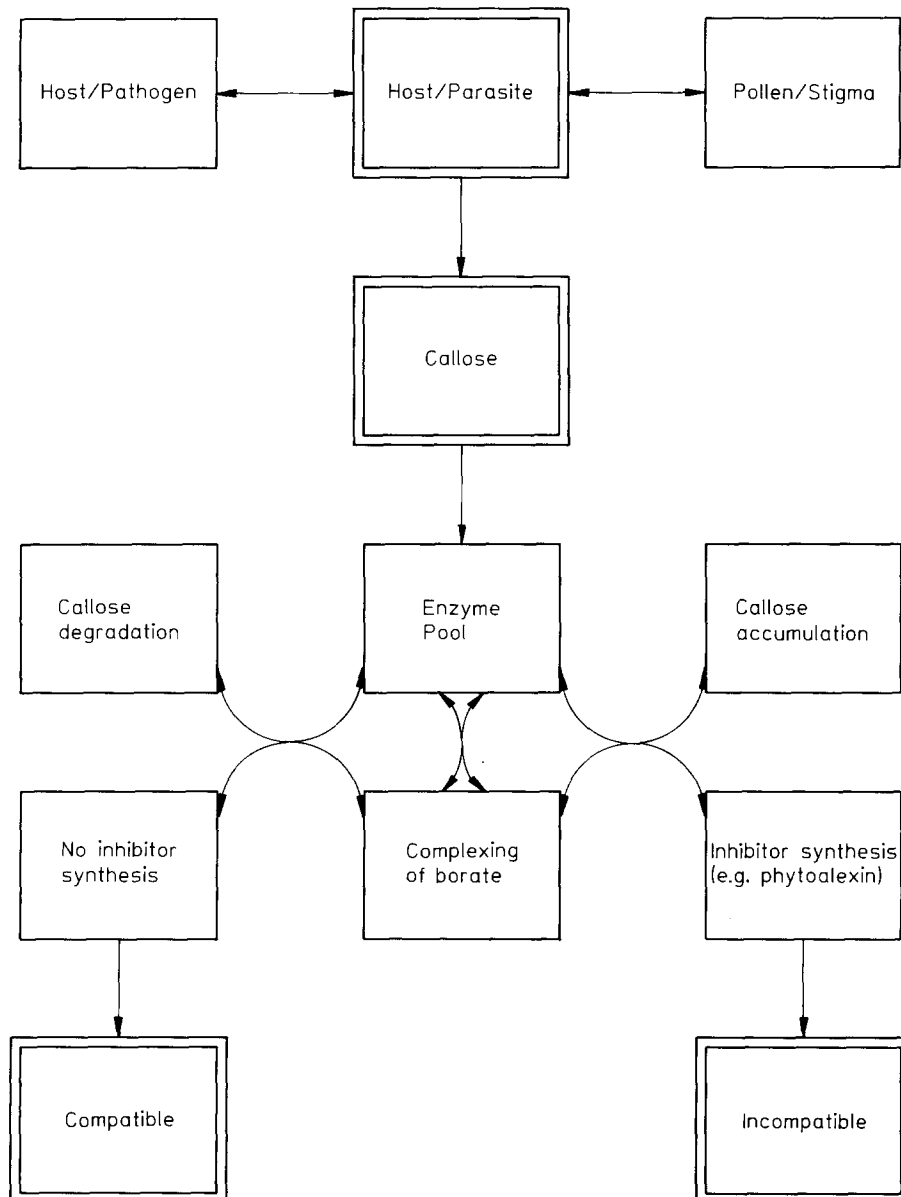 Host/Pathogen
Host/Parasite
Pollen/Stigma
Callose
Callose
degradation
Enzyme
Pool
Callose
accumulation
No inhibitor
synthesis
Complexing
of borate
Inhibitor synthesis
(e.g. phytoalexin)
Compatible
Incompatible